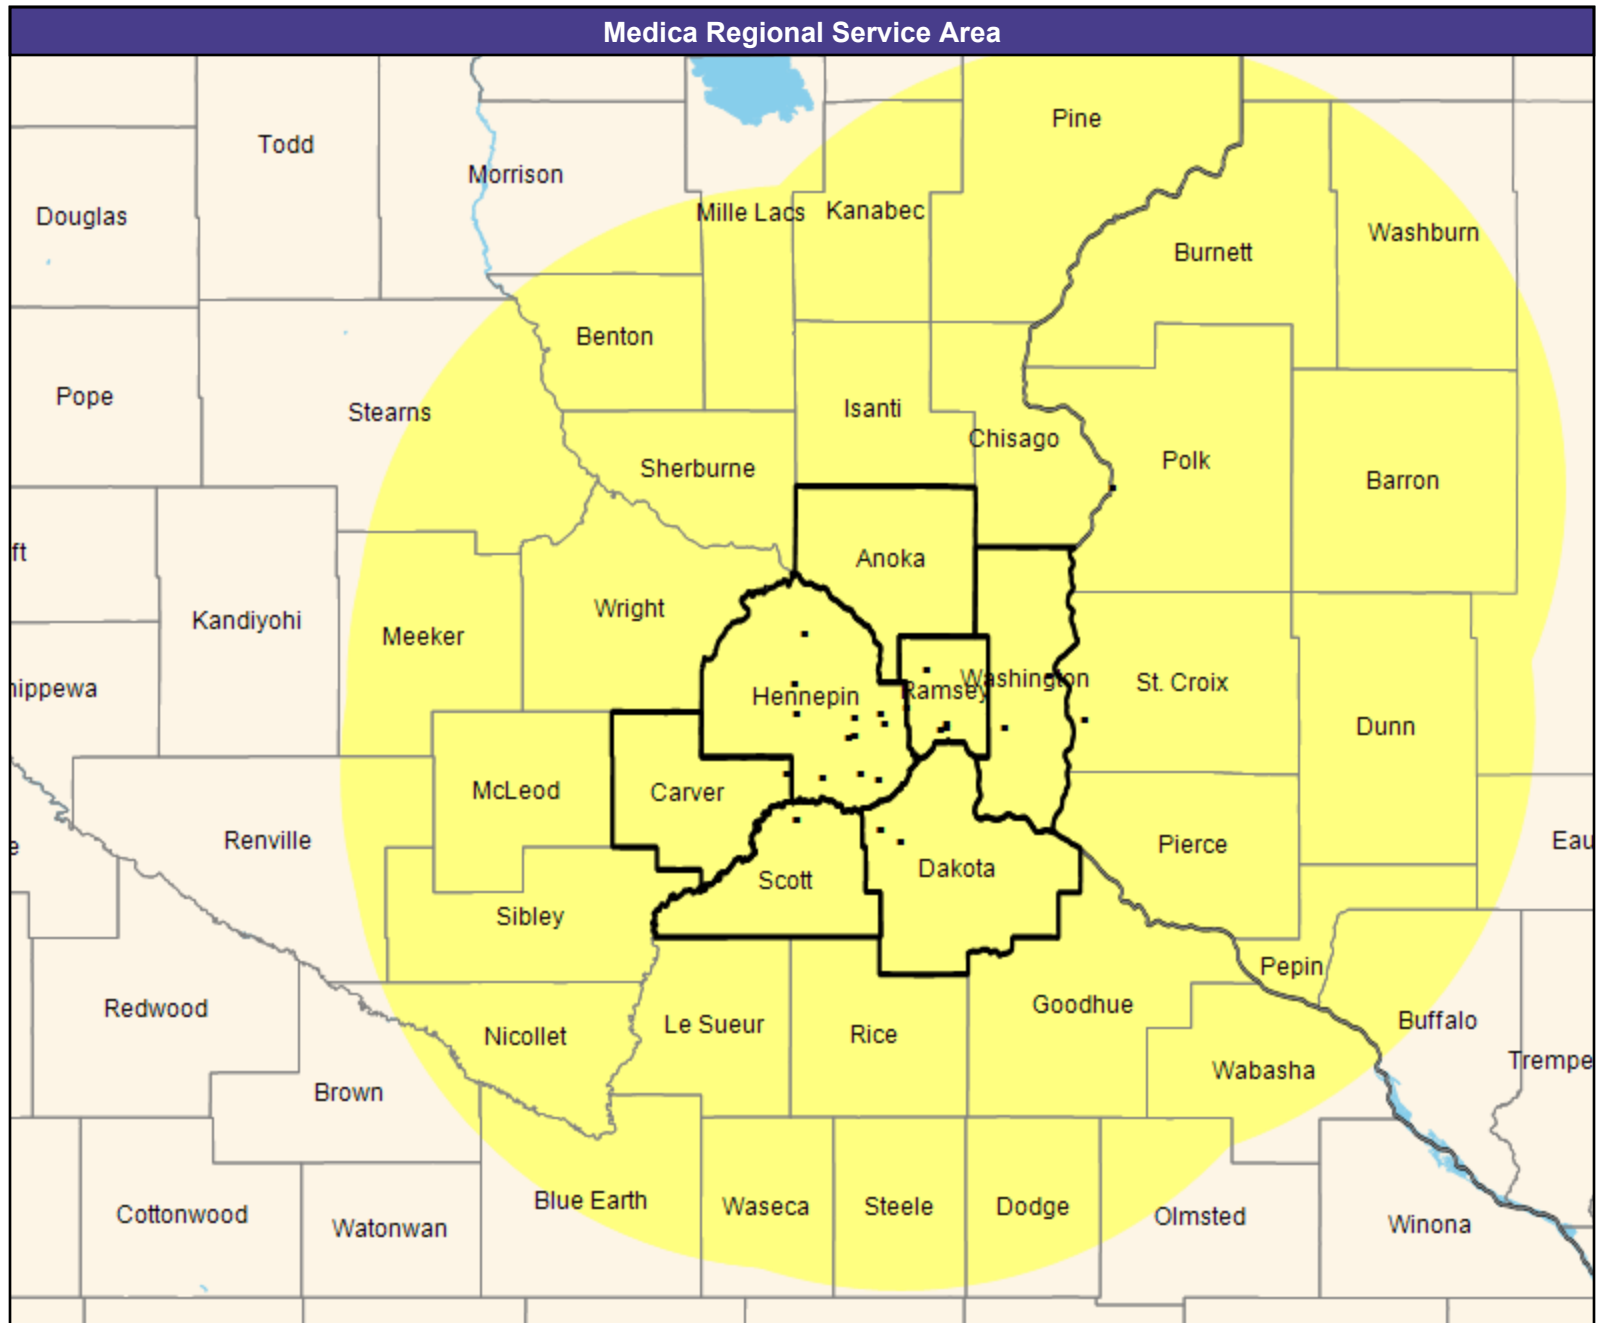 Medica Regional Service Area
Pine
Todd
Morrison
Mille Lacs
Kanabec
Douglas
Washburn
Burnett
Benton
Pope
Stearns
Isanti
Chisago
Polk
Sherburne
Barron
ft
Anoka
Wright
Kandiyohi
Meeker
hippewa
Hennepin
Ramsey
Washington
St. Croix
Dunn
McLeod
Carver
Renville
e
Pierce
Eau
Scott
Dakota
Sibley
Pepin
Redwood
Goodhue
Nicollet
Le Sueur
Rice
Buffalo
Trempe
Wabasha
Brown
Blue Earth
Waseca
Steele
Dodge
Cottonwood
Watonwan
Olmsted
Winona